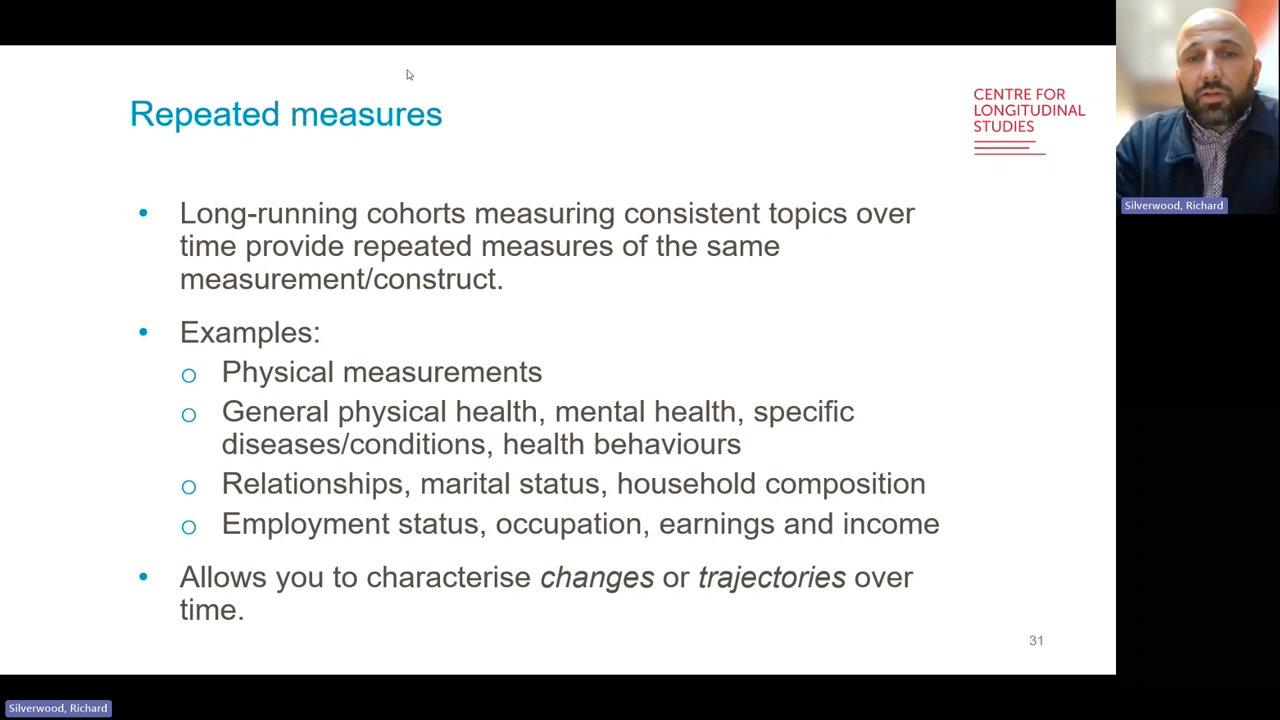 Repeated measures
CENTRE FOR
LONGITUDINAL
STUDIES
• Long-running cohorts measuring consistent topics over
time provide repeated measures of the same
measurement/construct.
• Examples:
o Physical measurements
o General physical health, mental health, specific
diseases/conditions, health behaviours
o Relationships, marital status, household composition
o Employment status, occupation, earnings and income
• Allows you to characterise changes or trajectories over
time.
31
Silverwood, Richard
Silverwood, Richard